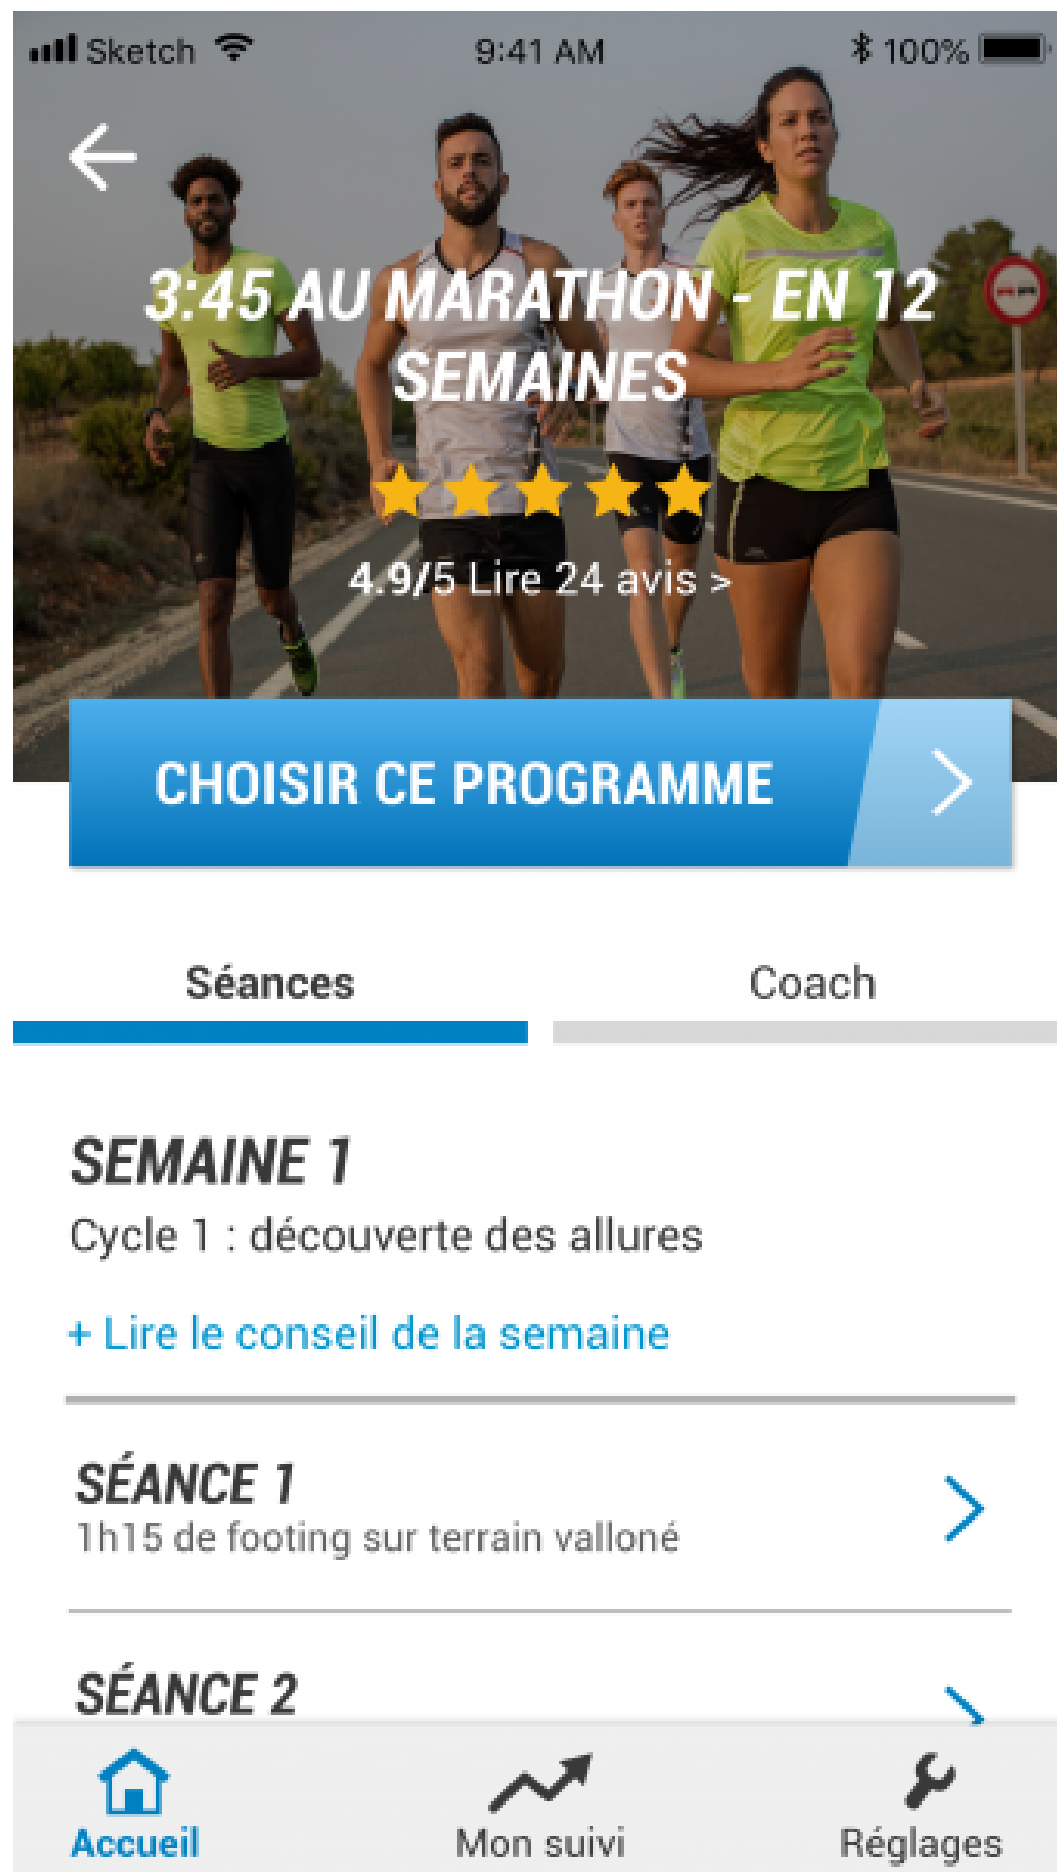 Sketch 9:41 AM 100%
3:45 AU MARATHON - EN 12
SEMAINES
4.9/5 Lire 24 avis >
CHOISIR CE PROGRAMME
Séances Coach
SEMAINE 1
Cycle 1 : découverte des allures
+ Lire le conseil de la semaine
SÉANCE 1
1h15 de footing sur terrain valloné
SÉANCE 2
Accueil Mon suivi Réglages